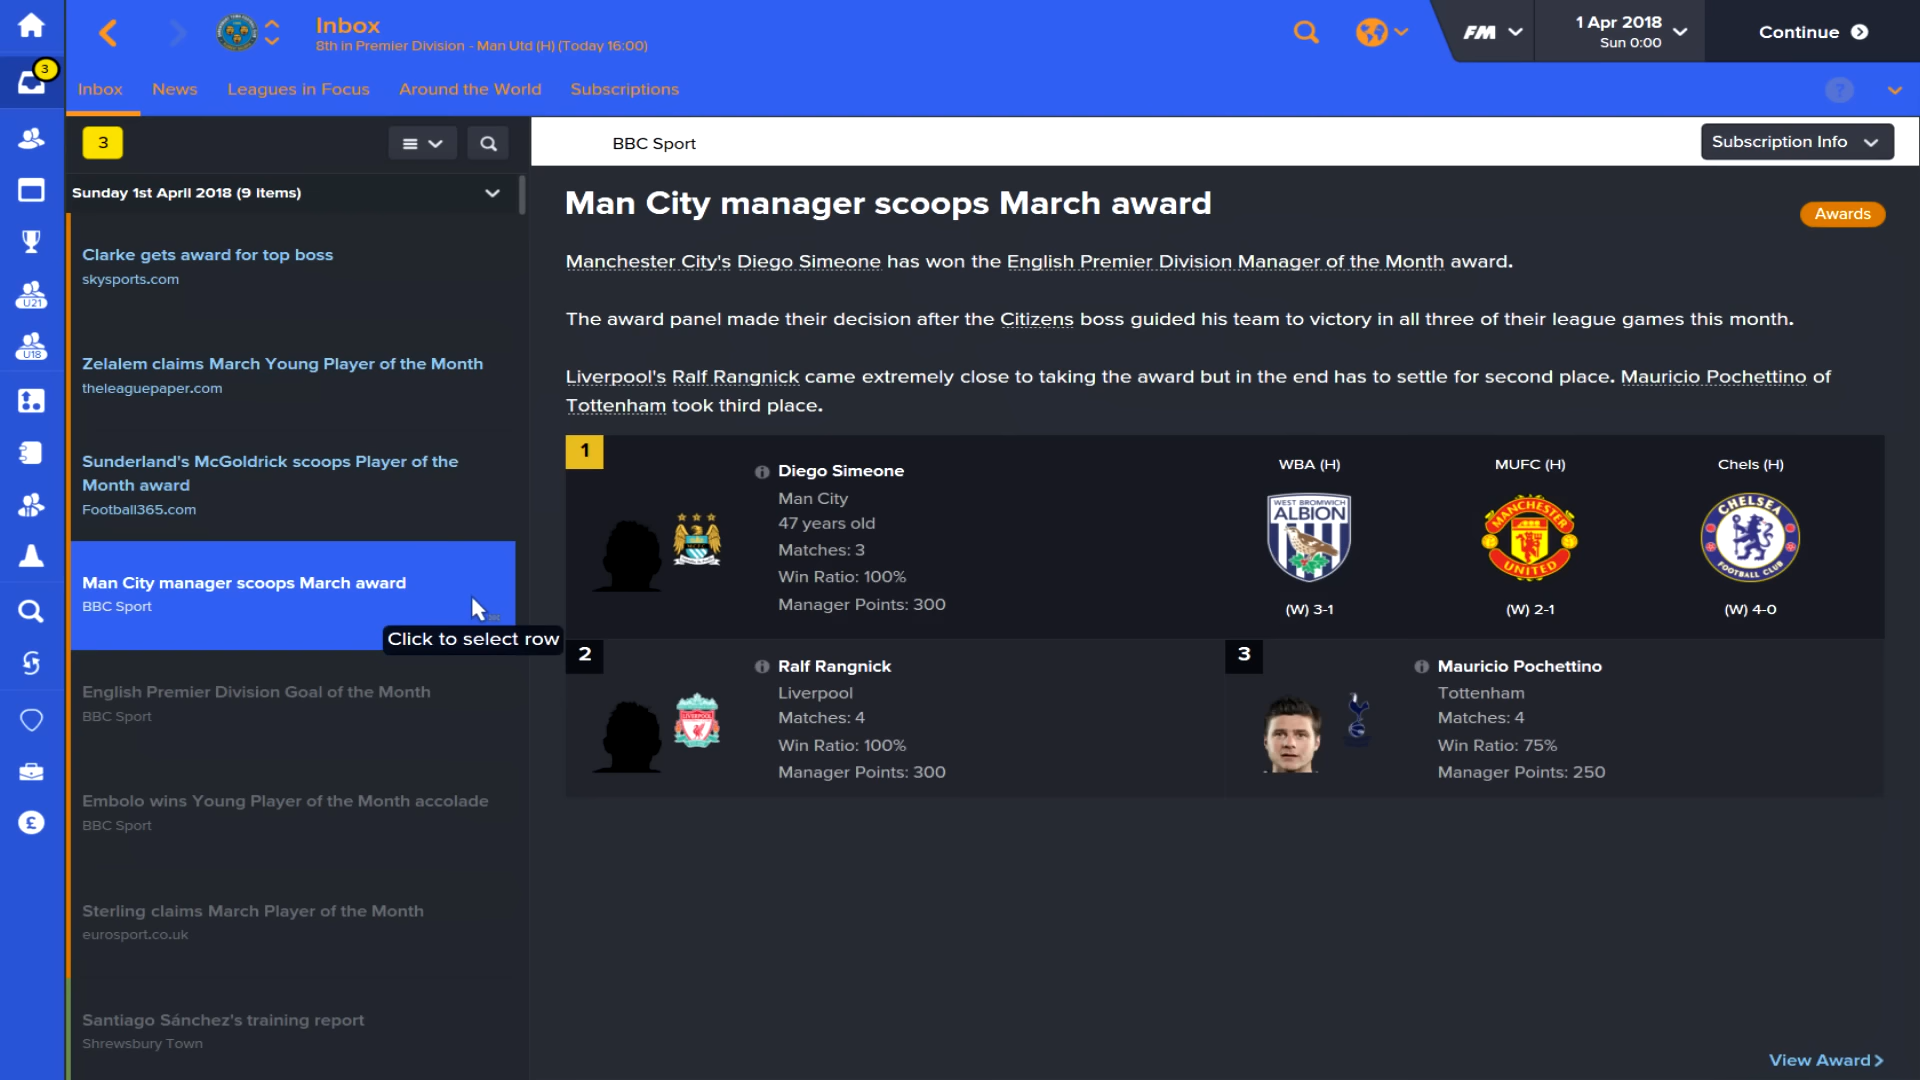 Inbox
8th in Premier Division - Man Utd (H) (Today 16:00)
FM
1 Apr 2018
Sun 0:00
Continue
3
Inbox
News
Leagues in Focus
Around the World
Subscriptions
?
3
BBC Sport
Subscription Info
Sunday 1st April 2018 (9 Items)
Clarke gets award for top boss
skysports.com
Zelalem claims March Young Player of the Month
theleaguepaper.com
Sunderland's McGoldrick scoops Player of the
Month award
Football365.com
Man City manager scoops March award
BBC Sport
Click to select row
English Premier Division Goal of the Month
BBC Sport
Embolo wins Young Player of the Month accolade
BBC Sport
Sterling claims March Player of the Month
eurosport.co.uk
Santiago Sánchez's training report
Shrewsbury Town
U21
U18
£
Man City manager scoops March award
Awards
Manchester City's Diego Simeone has won the English Premier Division Manager of the Month award.
The award panel made their decision after the Citizens boss guided his team to victory in all three of their league games this month.
Liverpool's Ralf Rangnick came extremely close to taking the award but in the end has to settle for second place. Mauricio Pochettino of
Tottenham took third place.
1
Diego Simeone
Man City
47 years old
Matches: 3
Win Ratio: 100%
Manager Points: 300
WBA (H)
WEST BROMWICH
ALBION
(W) 3-1
MUFC (H)
MANCHESTER
UNITED
(W) 2-1
Chels (H)
CHELSEA
FOOTBALL CLUB
(W) 4-0
2
Ralf Rangnick
Liverpool
Matches: 4
Win Ratio: 100%
Manager Points: 300
3
Mauricio Pochettino
Tottenham
Matches: 4
Win Ratio: 75%
Manager Points: 250
View Award